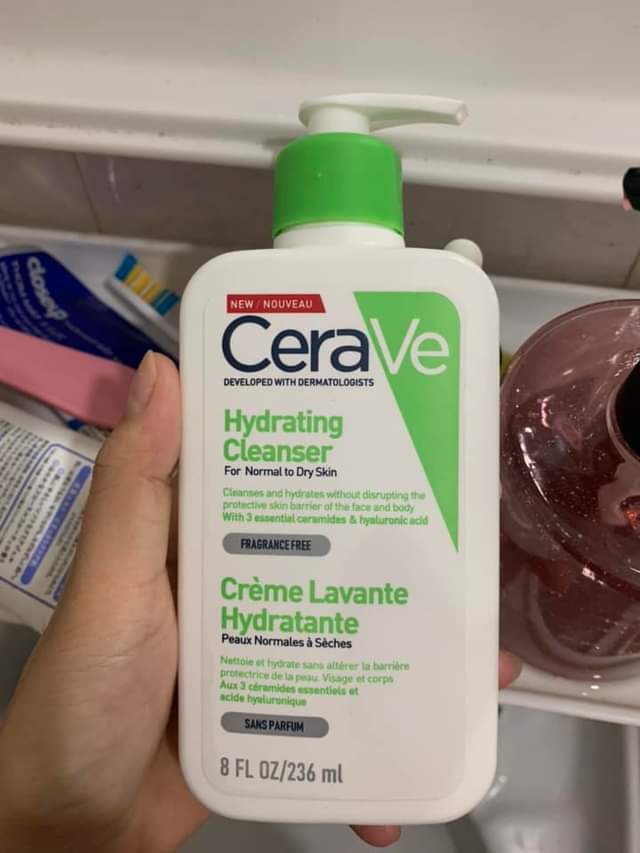 NEW / NOUVEAU
CeraVe
DEVELOPED WITH DERMATOLOGISTS
Hydrating
Cleanser
For Normal to Dry Skin
Cleanses and hydrates without disrupting the
protective skin barrier of the face and body
With 3 essential ceramides & hyaluronic acid
FRAGRANCE FREE
Crème Lavante
Hydratante
Peaux Normales à Sèches
Nettoie et hydrate sans altérer la barrière
protectrice de la peau. Visage et corps
Aux 3 céramides essentiels et
acide hyaluronique
SANS PARFUM
8 FL OZ/236 ml
closeup